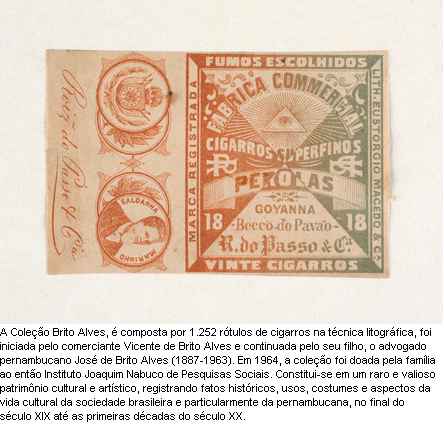 FUMOS ESCOLHIDOS
FABRICA COMMERCIAL
CIGARROS SUPERFINOS
PEROLAS
GOYANNA
18 Becco do Pavão 18
R. do Passo & Cª
VINTE CIGARROS
MARCA REGISTRADA
LITH. EUSTORGIO MACEDO, R & Cª
SALDANHA
MARINHO
do Passo & Cia
A Coleção Brito Alves, é composta por 1.252 rótulos de cigarros na técnica litográfica, foi
iniciada pelo comerciante Vicente de Brito Alves e continuada pelo seu filho, o advogado
pernambucano José de Brito Alves (1887-1963). Em 1964, a coleção foi doada pela família
ao então Instituto Joaquim Nabuco de Pesquisas Sociais. Constitui-se em um raro e valioso
patrimônio cultural e artístico, registrando fatos históricos, usos, costumes e aspectos da
vida cultural da sociedade brasileira e particularmente da pernambucana, no final do
século XIX até as primeiras décadas do século XX.